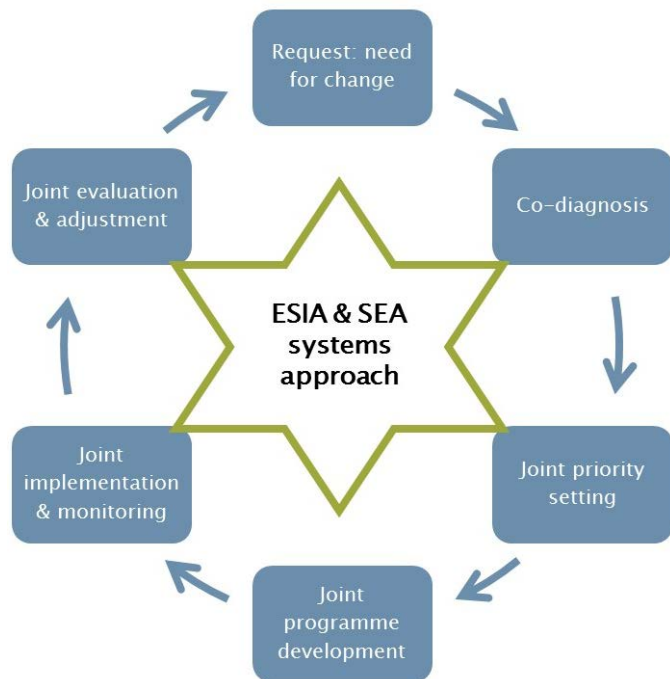 Request: need
for change
Co-diagnosis
Joint priority
setting
Joint
programme
development
Joint
implementation
& monitoring
Joint evaluation
& adjustment
ESIA & SEA
systems
approach